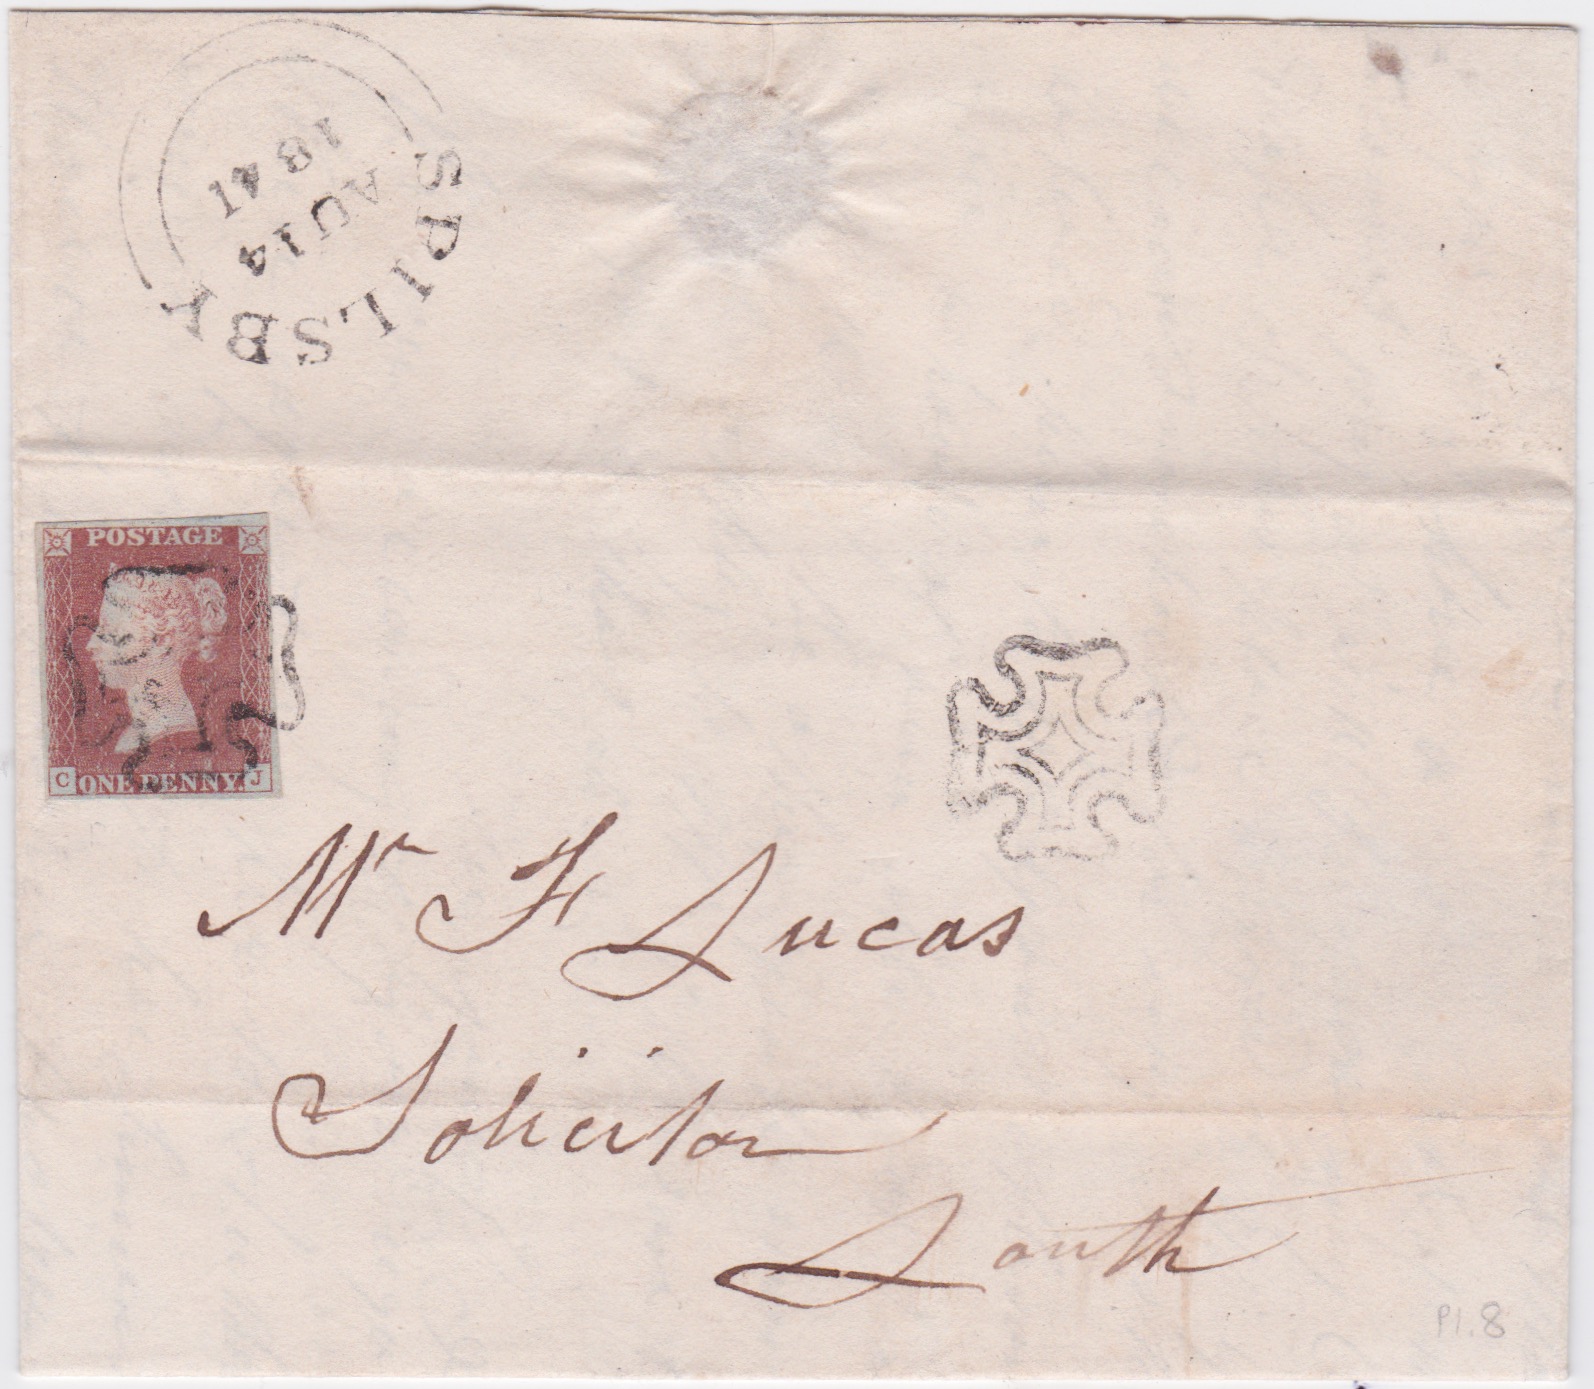 SPILSBY
AU 14
1841
POSTAGE
C ONE PENNY. J
Mr F Lucas
Solicitor
Louth
Pl. 8